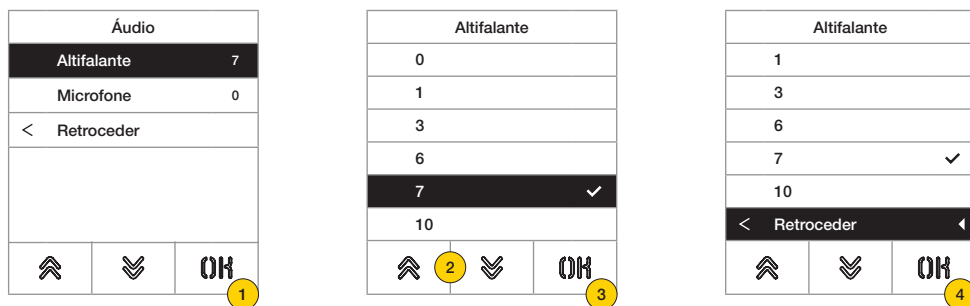 Áudio
Altifalante 7
Microfone 0
< Retroceder
OK
1
Altifalante
0
1
3
6
7
10
2
OK
3
Altifalante
1
3
6
7
10
< Retroceder
OK
4